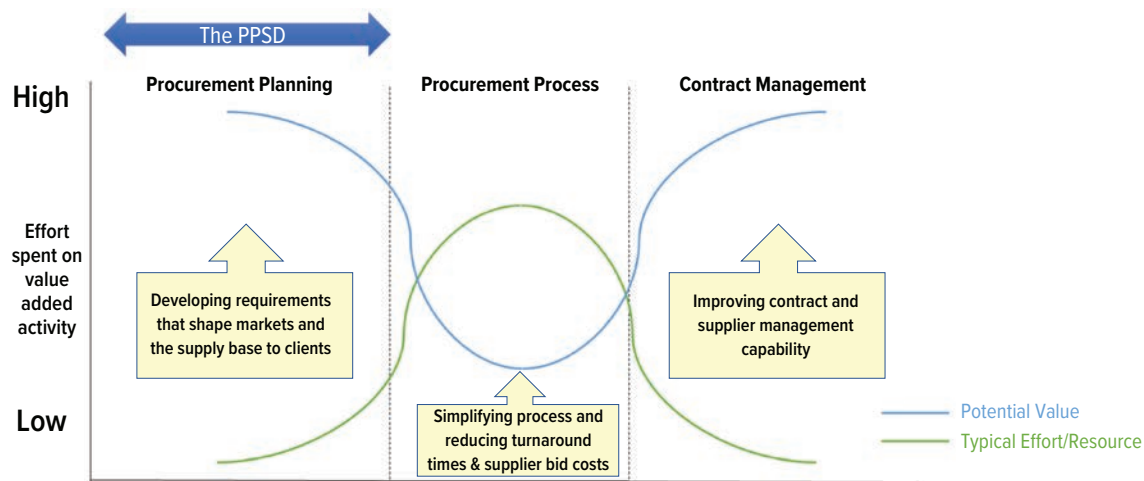 The PPSD
Procurement Planning
Procurement Process
Contract Management
High
Effort
spent on
value
added
activity
Low
Developing requirements
that shape markets and
the supply base to clients
Simplifying process and
reducing turnaround
times & supplier bid costs
Improving contract and
supplier management
capability
Potential Value
Typical Effort/Resource